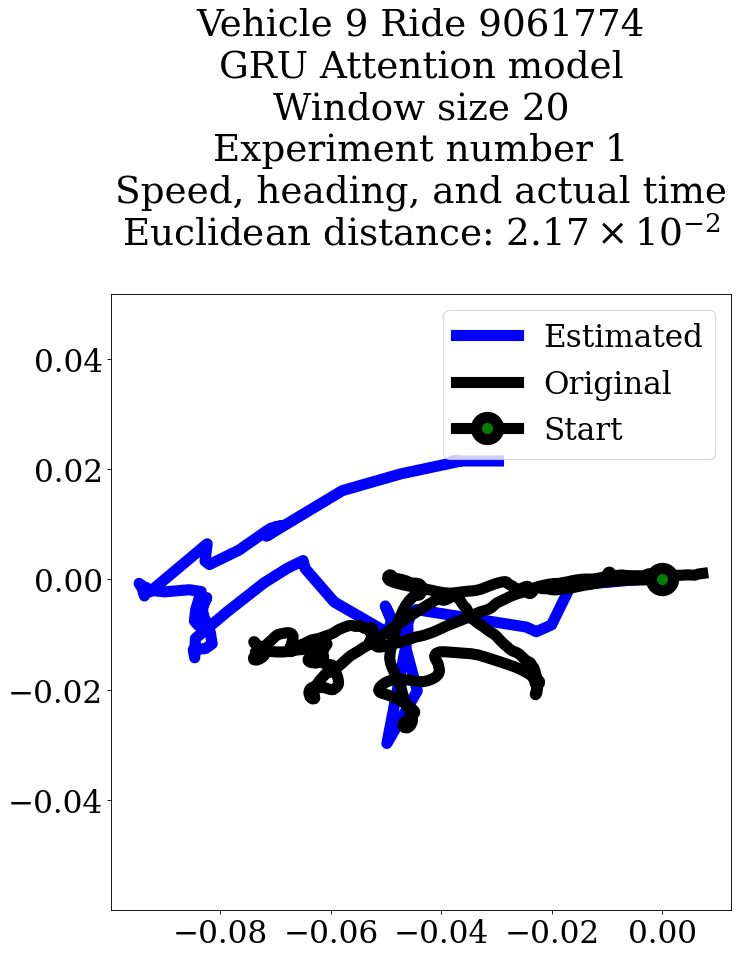 Vehicle 9 Ride 9061774
GRU Attention model
Window size 20
Experiment number 1
Speed, heading, and actual time
Euclidean distance: 2.17 × 10⁻²
Estimated
Original
Start
0.04
0.02
0.00
−0.02
−0.04
−0.08 −0.06 −0.04 −0.02 0.00